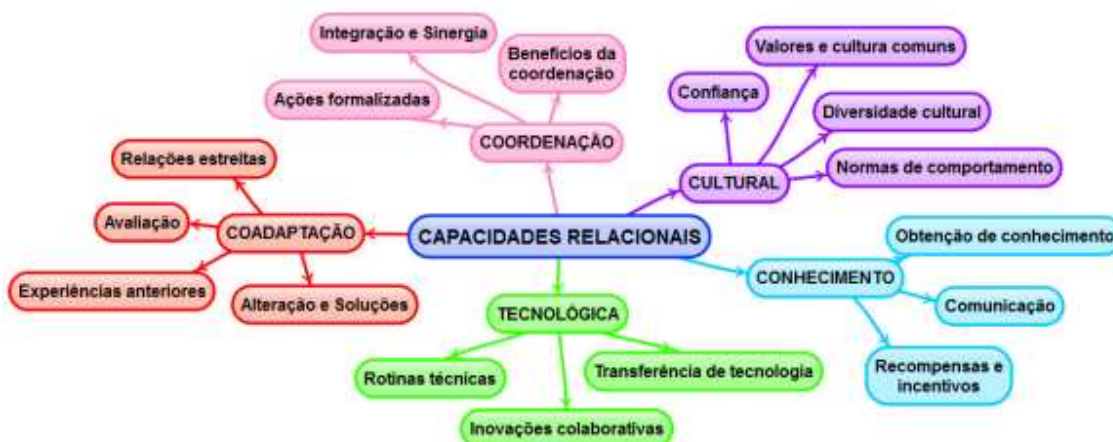 Integração e Sinergia
Benefícios da
coordenação
Ações formalizadas
COORDENAÇÃO
Valores e cultura comuns
Confiança
Diversidade cultural
Normas de comportamento
CULTURAL
Relações estreitas
Avaliação
COADAPTAÇÃO
Experiências anteriores
Alteração e Soluções
CAPACIDADES RELACIONAIS
Obtenção de conhecimento
CONHECIMENTO
Comunicação
Recompensas e
incentivos
TECNOLÓGICA
Rotinas técnicas
Transferência de tecnologia
Inovações colaborativas